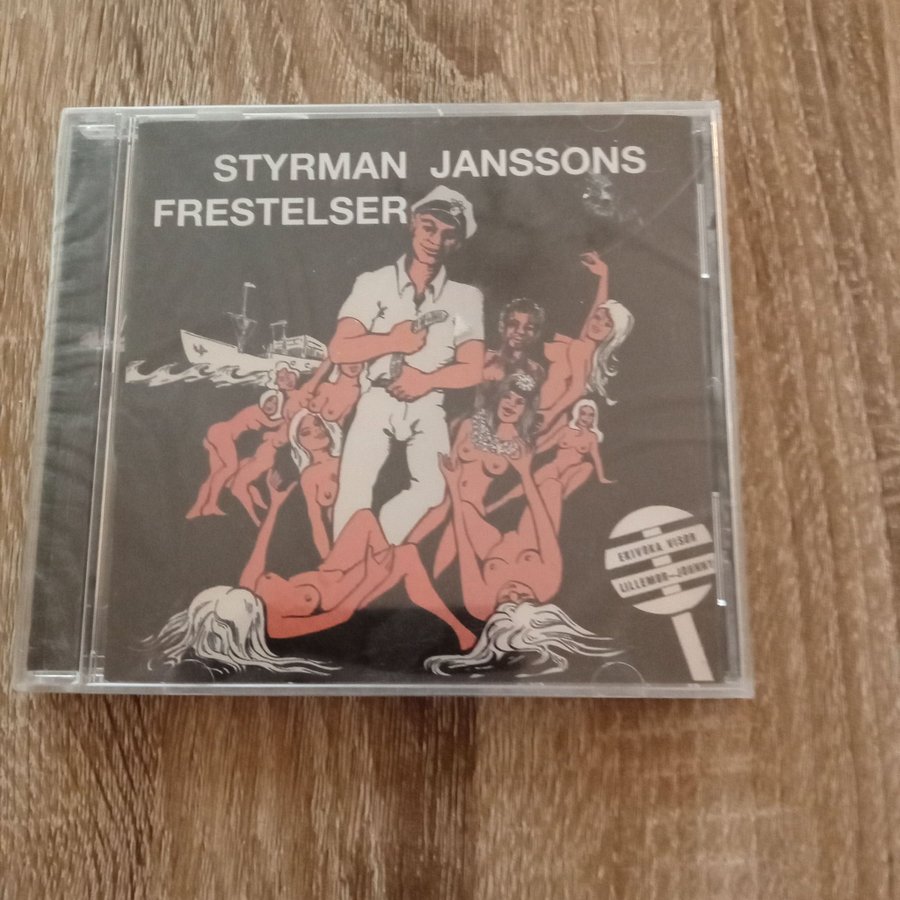 STYRMAN JANSSONS
FRESTELSER
EKIVOKA VISOR
LILLEMOR—JOHNNY